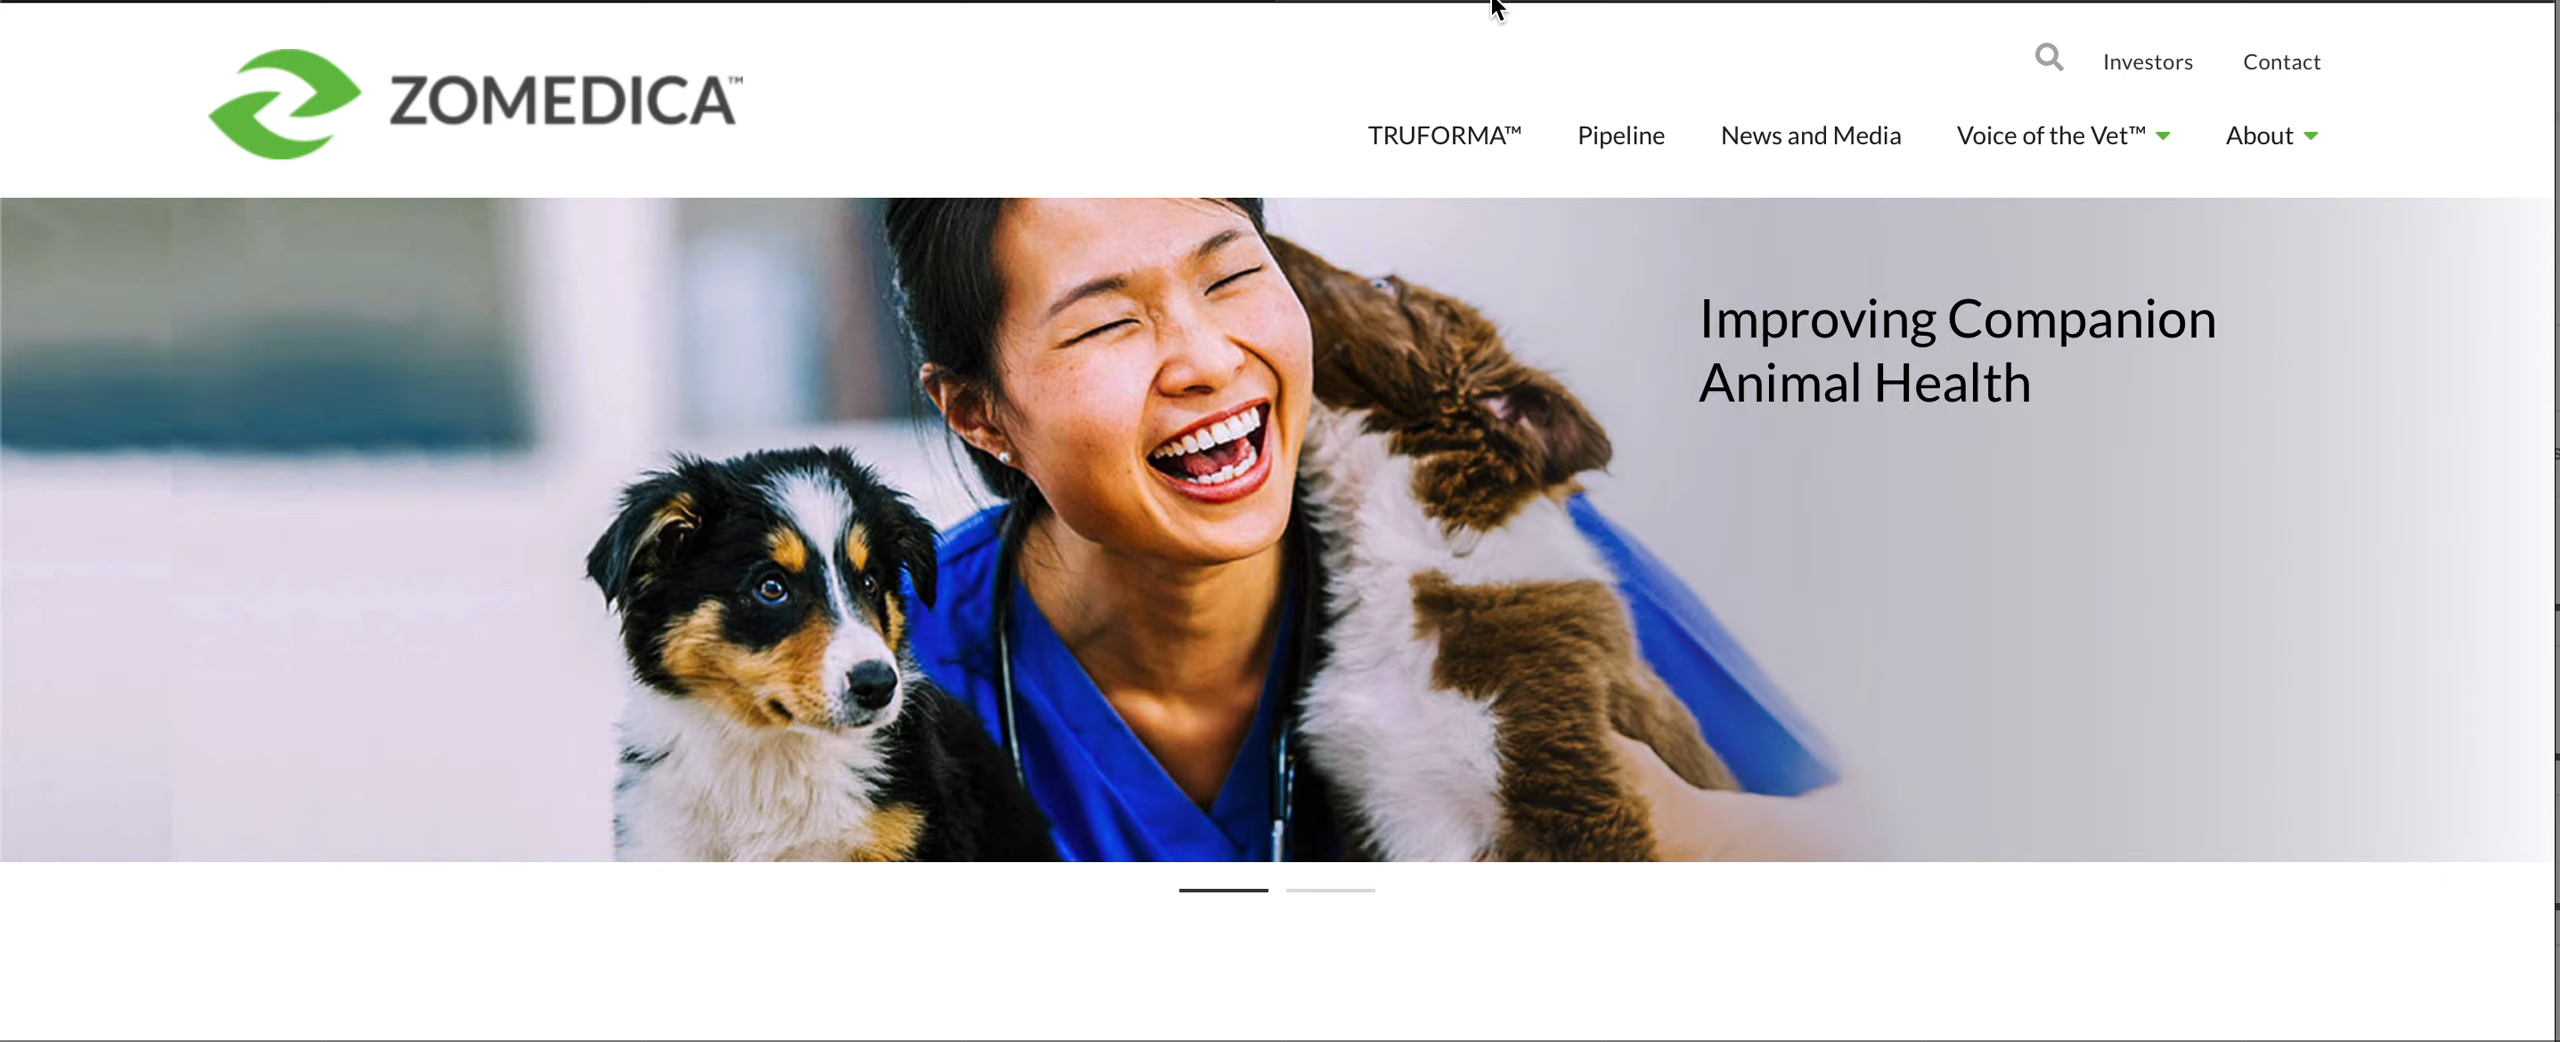 ZOMEDICA™
Investors
Contact
TRUFORMA™
Pipeline
News and Media
Voice of the Vet™
About
Improving Companion
Animal Health